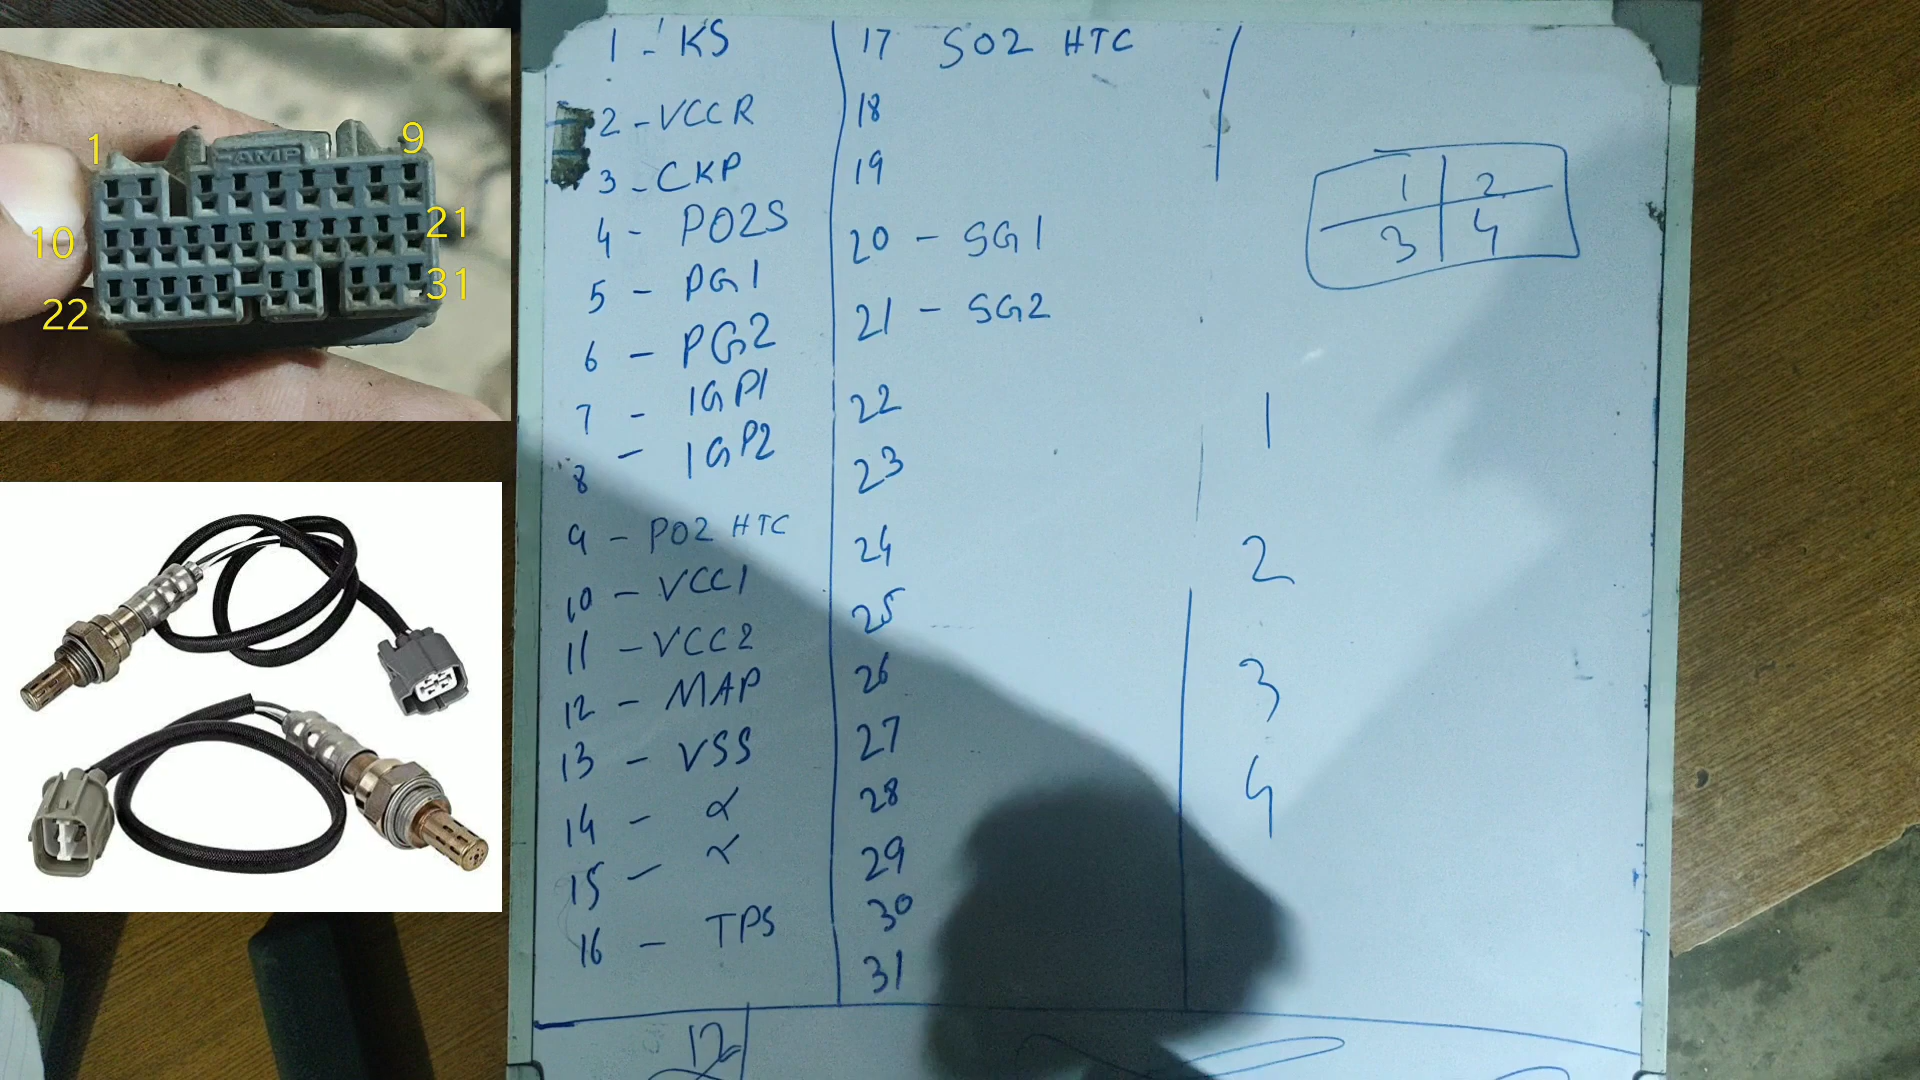 AMP
1
9
10
21
22
31
1 - KS
2 - VCCR
3 - CKP
4 - PO2S
5 - PG1
6 - PG2
7 - IGP1
8 - IGP2
9 - PO2 HTC
10 - VCC1
11 - VCC2
12 - MAP
13 - VSS
14 -
15 -
16 - TPS
17 SO2 HTC
18
19
20 - SG1
21 - SG2
22
23
24
25
26
27
28
29
30
31
1 2
3 4
1
2
3
4
12